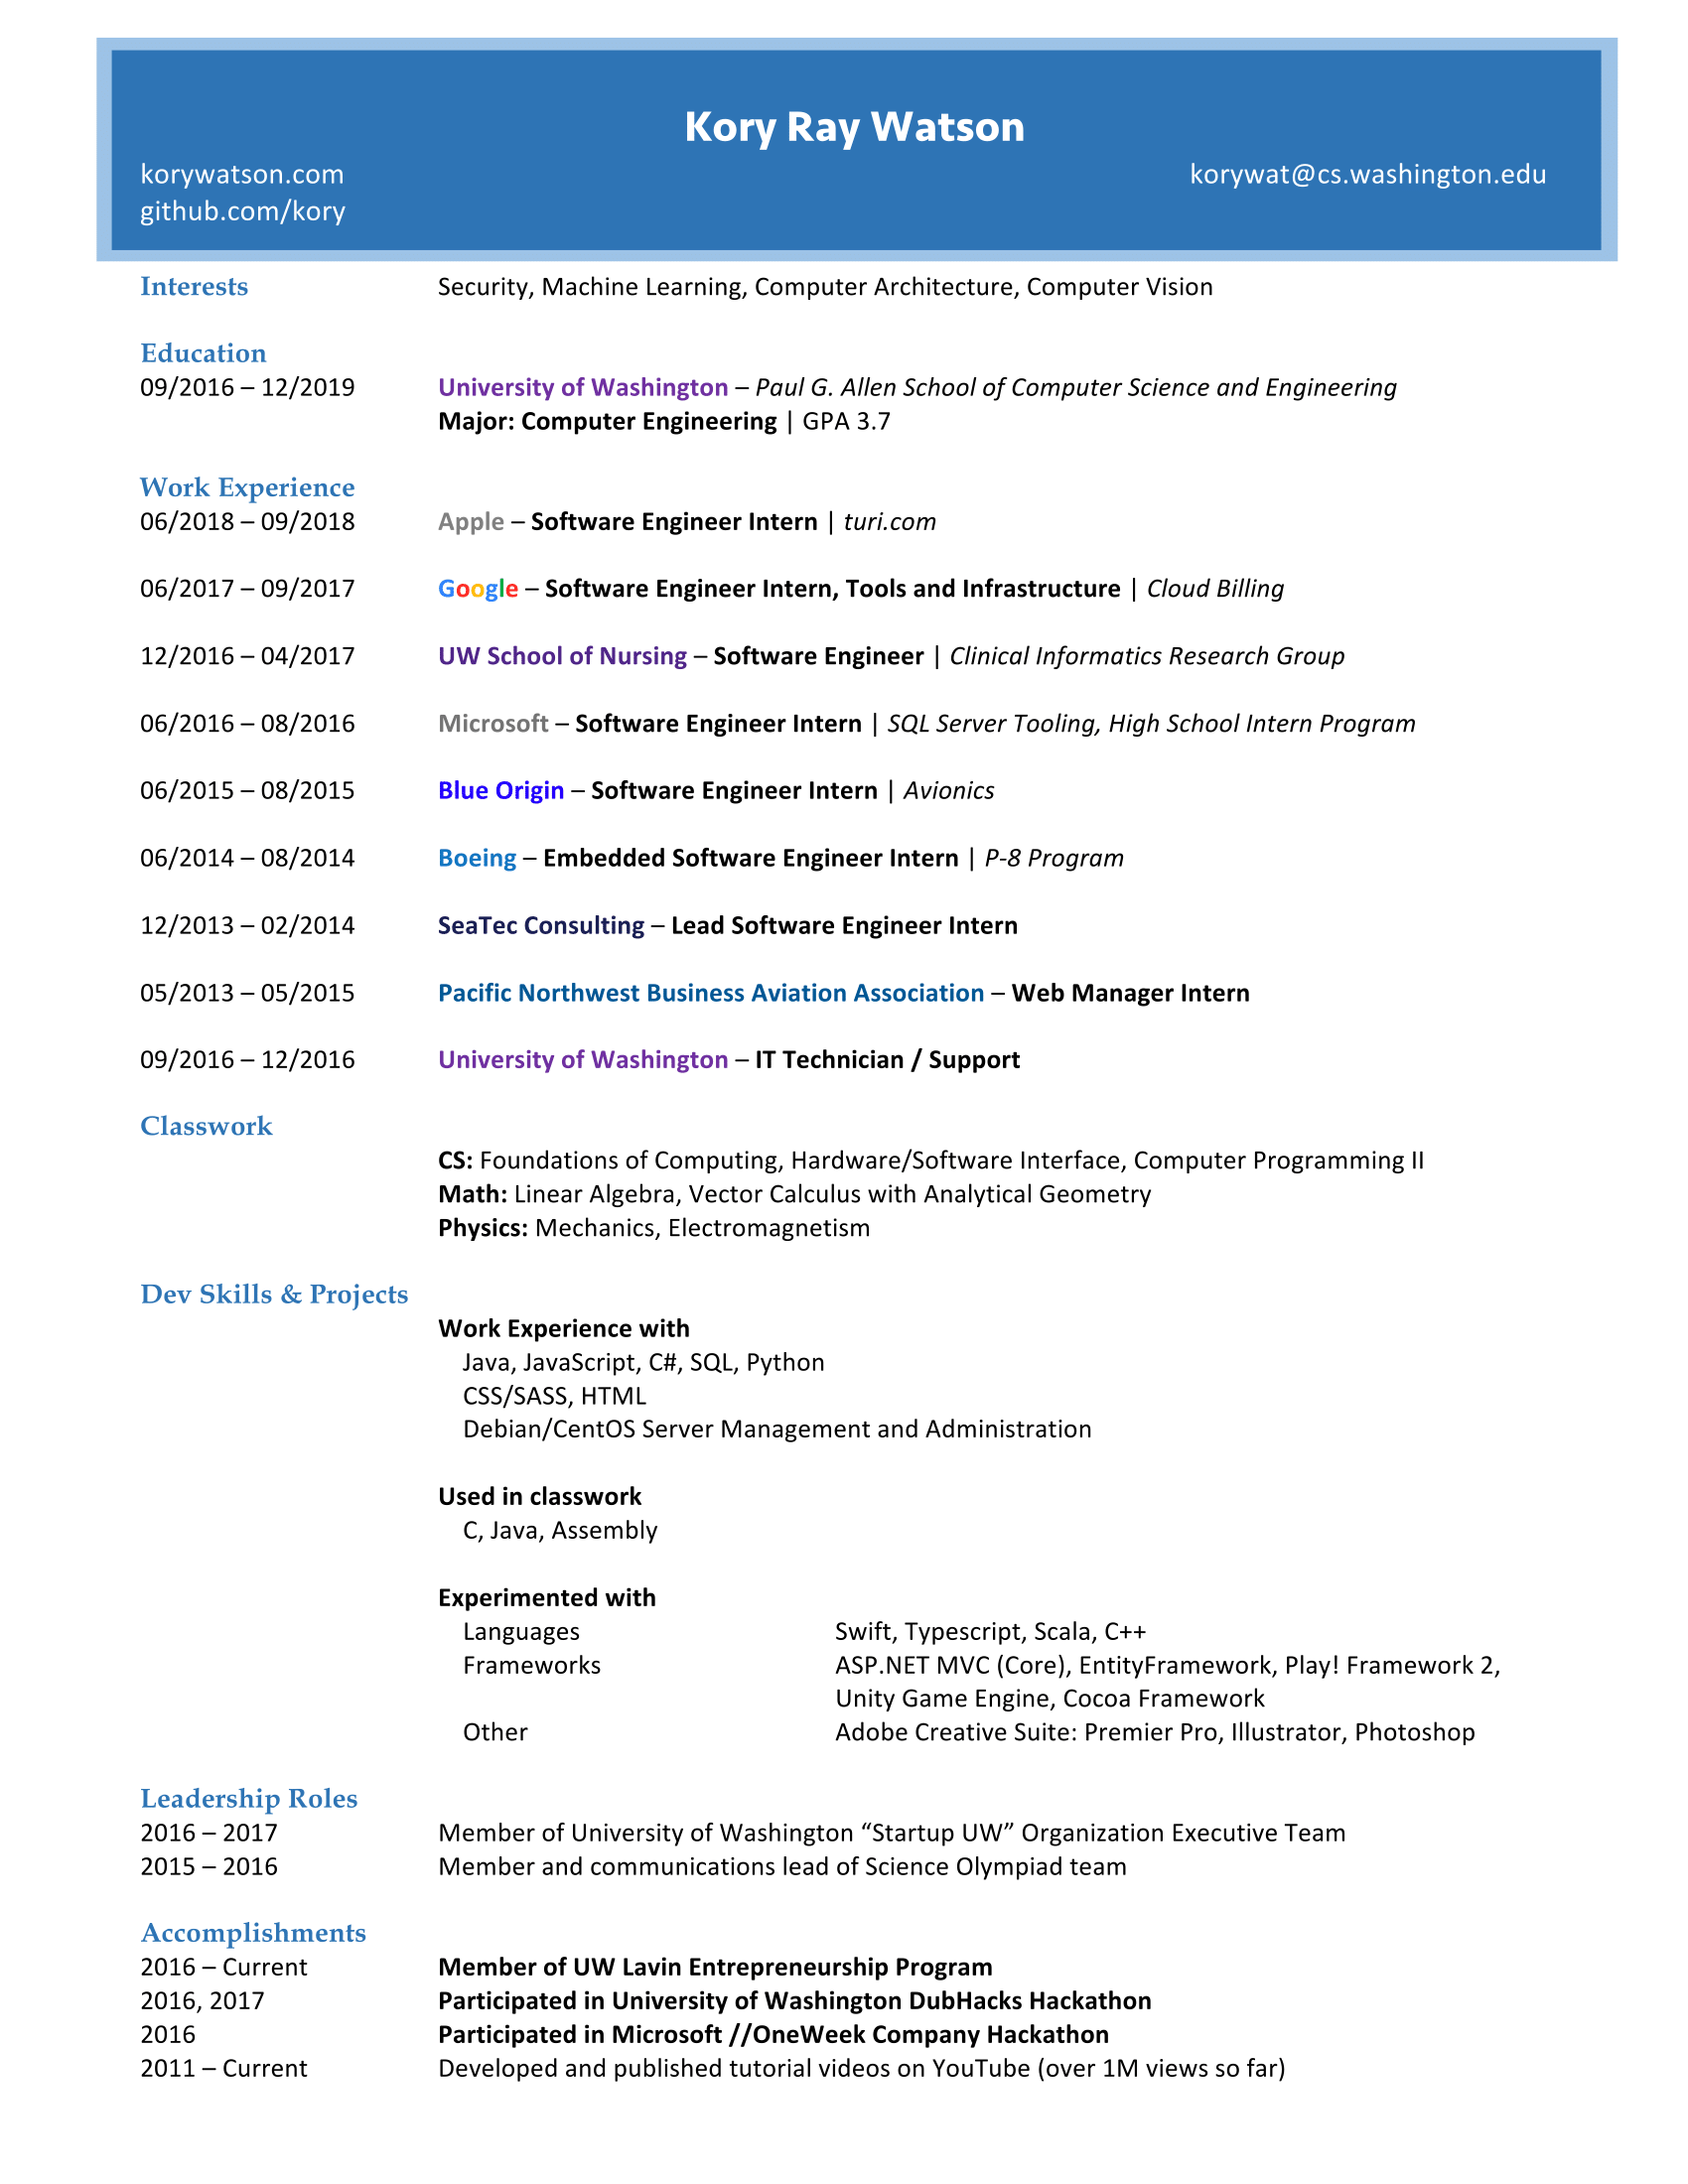 Kory Ray Watson
korywatson.com korywat@cs.washington.edu
github.com/kory
Interests Security, Machine Learning, Computer Architecture, Computer Vision
Education
09/2016 – 12/2019 University of Washington – Paul G. Allen School of Computer Science and Engineering
Major: Computer Engineering | GPA 3.7
Work Experience
06/2018 – 09/2018 Apple – Software Engineer Intern | turi.com
06/2017 – 09/2017 Google – Software Engineer Intern, Tools and Infrastructure | Cloud Billing
12/2016 – 04/2017 UW School of Nursing – Software Engineer | Clinical Informatics Research Group
06/2016 – 08/2016 Microsoft – Software Engineer Intern | SQL Server Tooling, High School Intern Program
06/2015 – 08/2015 Blue Origin – Software Engineer Intern | Avionics
06/2014 – 08/2014 Boeing – Embedded Software Engineer Intern | P-8 Program
12/2013 – 02/2014 SeaTec Consulting – Lead Software Engineer Intern
05/2013 – 05/2015 Pacific Northwest Business Aviation Association – Web Manager Intern
09/2016 – 12/2016 University of Washington – IT Technician / Support
Classwork
CS: Foundations of Computing, Hardware/Software Interface, Computer Programming II
Math: Linear Algebra, Vector Calculus with Analytical Geometry
Physics: Mechanics, Electromagnetism
Dev Skills & Projects
Work Experience with
Java, JavaScript, C#, SQL, Python
CSS/SASS, HTML
Debian/CentOS Server Management and Administration
Used in classwork
C, Java, Assembly
Experimented with
Languages Swift, Typescript, Scala, C++
Frameworks ASP.NET MVC (Core), EntityFramework, Play! Framework 2,
Unity Game Engine, Cocoa Framework
Other Adobe Creative Suite: Premier Pro, Illustrator, Photoshop
Leadership Roles
2016 – 2017 Member of University of Washington “Startup UW” Organization Executive Team
2015 – 2016 Member and communications lead of Science Olympiad team
Accomplishments
2016 – Current Member of UW Lavin Entrepreneurship Program
2016, 2017 Participated in University of Washington DubHacks Hackathon
2016 Participated in Microsoft //OneWeek Company Hackathon
2011 – Current Developed and published tutorial videos on YouTube (over 1M views so far)